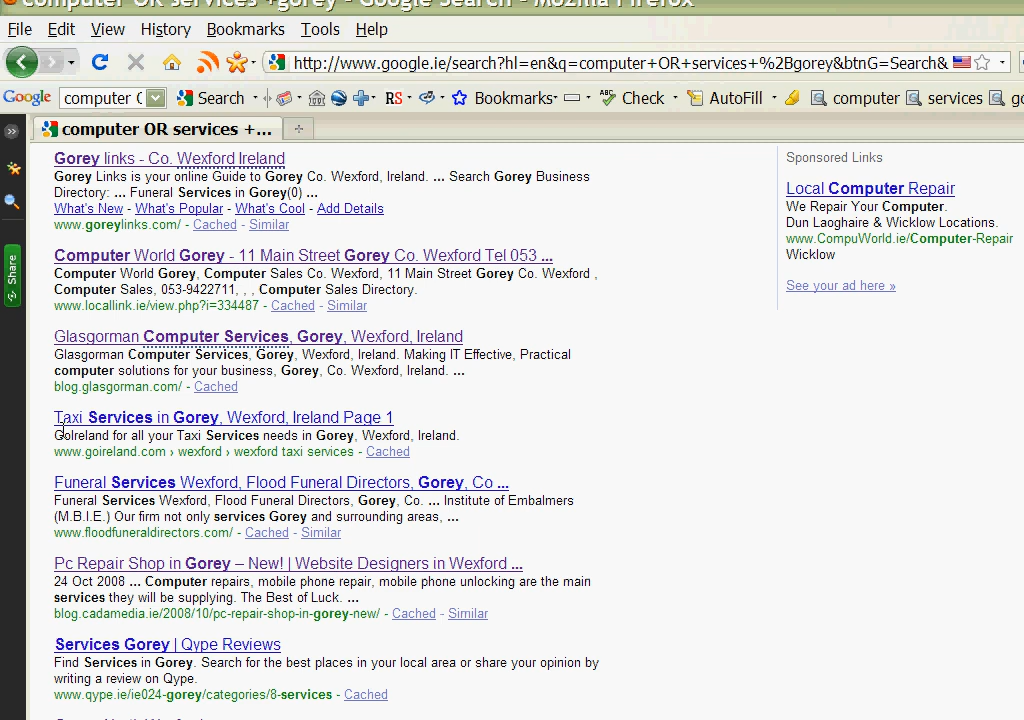 computer OR services +gorey - Google Search - Mozilla Firefox
File Edit View History Bookmarks Tools Help
http://www.google.ie/search?hl=en&q=computer+OR+services+%2Bgorey&btnG=Search&
Google computer ( Search RS Bookmarks ABC Check AutoFill computer services go
computer OR services +...
Share
Gorey links - Co. Wexford Ireland
Gorey Links is your online Guide to Gorey Co. Wexford, Ireland. ... Search Gorey Business
Directory: ... Funeral Services in Gorey(0) ...
What's New - What's Popular - What's Cool - Add Details
www.goreylinks.com/ - Cached - Similar
Computer World Gorey - 11 Main Street Gorey Co. Wexford Tel 053 ...
Computer World Gorey, Computer Sales Co. Wexford, 11 Main Street Gorey Co. Wexford ,
Computer Sales, 053-9422711, , , Computer Sales Directory.
www.locallink.ie/view.php?i=334487 - Cached - Similar
Glasgorman Computer Services, Gorey, Wexford, Ireland
Glasgorman Computer Services, Gorey, Wexford, Ireland. Making IT Effective, Practical
computer solutions for your business, Gorey, Co. Wexford, Ireland. ...
blog.glasgorman.com/ - Cached
Taxi Services in Gorey, Wexford, Ireland Page 1
GoIreland for all your Taxi Services needs in Gorey, Wexford, Ireland.
www.goireland.com › wexford › wexford taxi services - Cached
Funeral Services Wexford, Flood Funeral Directors, Gorey, Co ...
Funeral Services Wexford, Flood Funeral Directors, Gorey, Co. ... Institute of Embalmers
(M.B.I.E.) Our firm not only services Gorey and surrounding areas, ...
www.floodfuneraldirectors.com/ - Cached - Similar
Pc Repair Shop in Gorey – New! | Website Designers in Wexford ...
24 Oct 2008 ... Computer repairs, mobile phone repair, mobile phone unlocking are the main
services they will be supplying. The Best of Luck. ...
blog.cadamedia.ie/2008/10/pc-repair-shop-in-gorey-new/ - Cached - Similar
Services Gorey | Qype Reviews
Find Services in Gorey. Search for the best places in your local area or share your opinion by
writing a review on Qype.
www.qype.ie/ie024-gorey/categories/8-services - Cached
Sponsored Links
Local Computer Repair
We Repair Your Computer.
Dun Laoghaire & Wicklow Locations.
www.CompuWorld.ie/Computer-Repair
Wicklow
See your ad here »